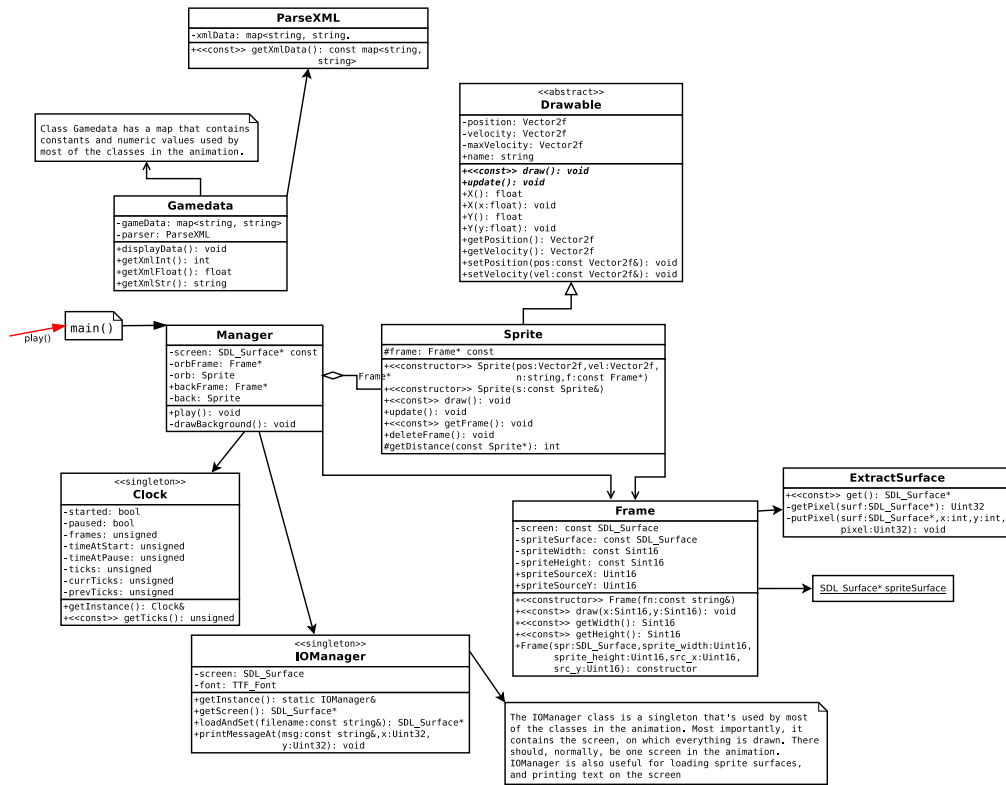 ParseXML
-xmlData: map<string, string.
+<<const>> getXmlData(): const map<string,
string>
<<abstract>>
Drawable
-position: Vector2f
-velocity: Vector2f
-maxVelocity: Vector2f
+name: string
+<<const>> draw(): void
+update(): void
+X(): float
+X(x:float): void
+Y(): float
+Y(y:float): void
+getPosition(): Vector2f
+getVelocity(): Vector2f
+setPosition(pos:const Vector2f&): void
+setVelocity(vel:const Vector2f&): void
Class Gamedata has a map that contains
constants and numeric values used by
most of the classes in the animation.
Gamedata
-gameData: map<string, string>
-parser: ParseXML
+displayData(): void
+getXmlInt(): int
+getXmlFloat(): float
+getXmlStr(): string
play()
main()
Manager
-screen: SDL_Surface* const
-orbFrame: Frame*
-orb: Sprite
+backFrame: Frame*
-back: Sprite
+play(): void
-drawBackground(): void
Frame*
Sprite
#frame: Frame* const
+<<constructor>> Sprite(pos:Vector2f,vel:Vector2f,
n:string,f:const Frame*)
+<<constructor>> Sprite(s:const Sprite&)
+<<const>> draw(): void
+update(): void
+<<const>> getFrame(): void
+deleteFrame(): void
#getDistance(const Sprite*): int
<<singleton>>
Clock
-started: bool
-paused: bool
-frames: unsigned
-timeAtStart: unsigned
-timeAtPause: unsigned
-ticks: unsigned
-currTicks: unsigned
-prevTicks: unsigned
+getInstance(): Clock&
+<<const>> getTicks(): unsigned
Frame
-screen: const SDL_Surface
-spriteSurface: const SDL_Surface
-spriteWidth: const Sint16
-spriteHeight: const Sint16
+spriteSourceX: Uint16
+spriteSourceY: Uint16
+<<constructor>> Frame(fn:const string&)
+<<const>> draw(x:Sint16,y:Sint16): void
+<<const>> getWidth(): Sint16
+<<const>> getHeight(): Sint16
+Frame(spr:SDL_Surface,sprite_width:Uint16,
sprite_height:Uint16,src_x:Uint16,
src_y:Uint16): constructor
ExtractSurface
+<<const>> get(): SDL_Surface*
-getPixel(surf:SDL_Surface*): Uint32
-putPixel(surf:SDL_Surface*,x:int,y:int,
pixel:Uint32): void
SDL_Surface* spriteSurface
<<singleton>>
IOManager
-screen: SDL_Surface
-font: TTF_Font
+getInstance(): static IOManager&
+getScreen(): SDL_Surface*
+loadAndSet(filename:const string&): SDL_Surface*
+printMessageAt(msg:const string&,x:Uint32,
y:Uint32): void
The IOManager class is a singleton that's used by most
of the classes in the animation. Most importantly, it
contains the screen, on which everything is drawn. There
should, normally, be one screen in the animation.
IOManager is also useful for loading sprite surfaces,
and printing text on the screen